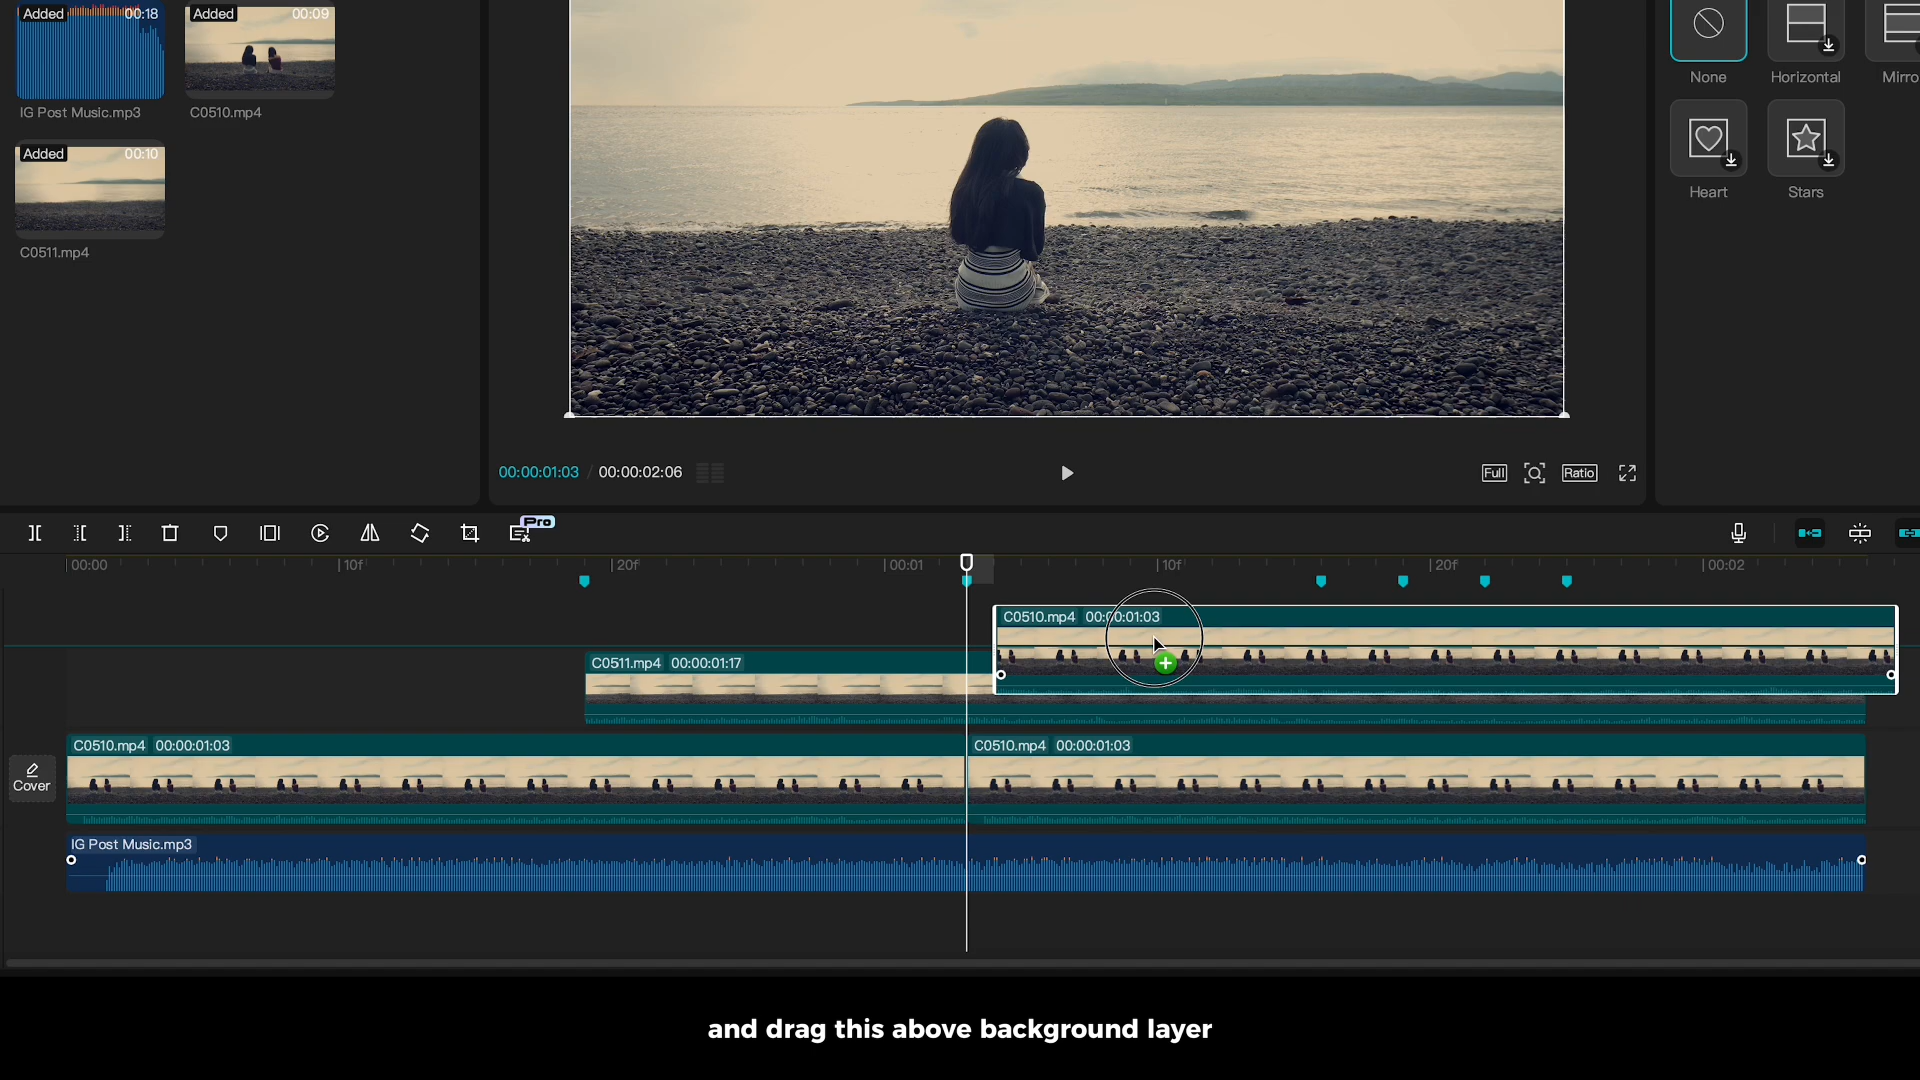 Added 00:18
Added 00:09
IG Post Music.mp3
C0510.mp4
Added 00:10
C0511.mp4
None
Horizontal
Mirro
Heart
Stars
00:00:01:03 / 00:00:02:06
Full
Ratio
Pro
00:00
10f
20f
00:01
10f
20f
00:02
C0510.mp4 00:00:01:03
C0511.mp4 00:00:01:17
C0510.mp4 00:00:01:03
C0510.mp4 00:00:01:03
Cover
IG Post Music.mp3
and drag this above background layer